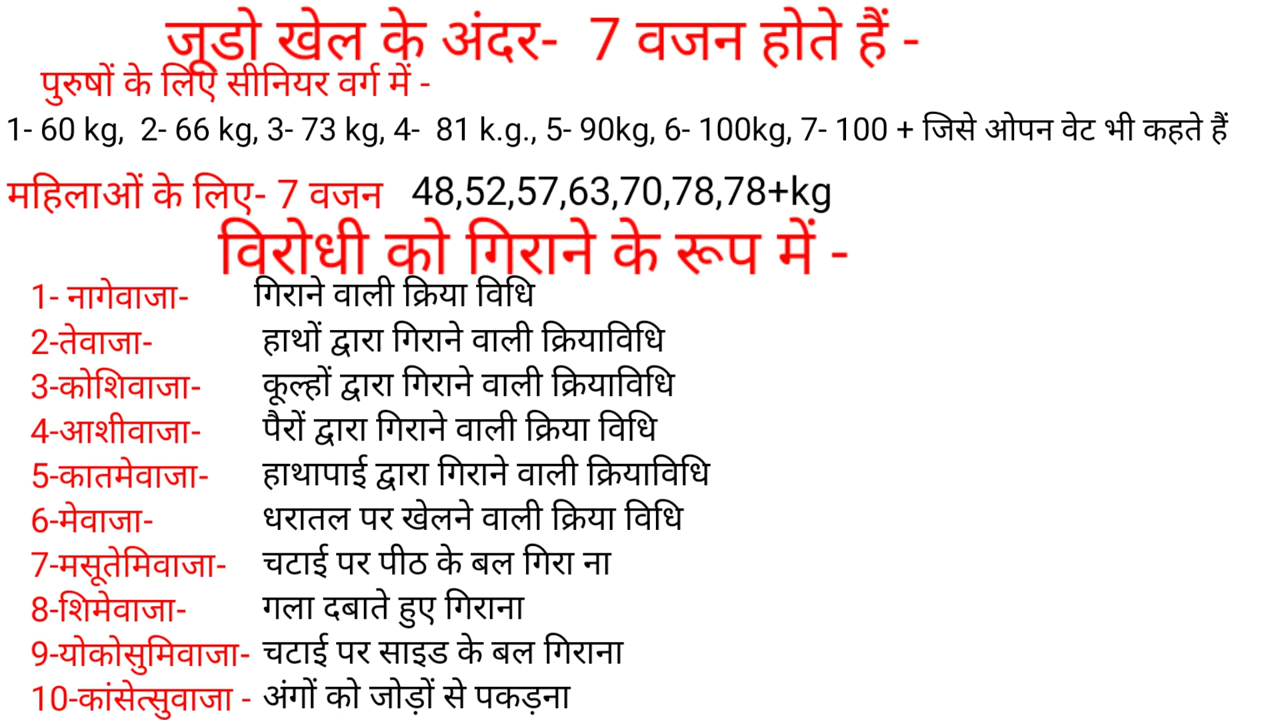 जूडो खेल के अंदर- 7 वजन होते हैं -
पुरुषों के लिए सीनियर वर्ग में -
1- 60 kg, 2- 66 kg, 3- 73 kg, 4- 81 k.g., 5- 90kg, 6- 100kg, 7- 100 + जिसे ओपन वेट भी कहते हैं
महिलाओं के लिए- 7 वजन 48,52,57,63,70,78,78+kg
विरोधी को गिराने के रूप में -
1- नागेवाजा- गिराने वाली क्रिया विधि
2-तेवाजा- हाथों द्वारा गिराने वाली क्रियाविधि
3-कोशिवाजा- कूल्हों द्वारा गिराने वाली क्रियाविधि
4-आशीवाजा- पैरों द्वारा गिराने वाली क्रिया विधि
5-कातमेवाजा- हाथापाई द्वारा गिराने वाली क्रियाविधि
6-मेवाजा- धरातल पर खेलने वाली क्रिया विधि
7-मसूतेमिवाजा- चटाई पर पीठ के बल गिरा ना
8-शिमेवाजा- गला दबाते हुए गिराना
9-योकोसुमिवाजा- चटाई पर साइड के बल गिराना
10-कांसेत्सुवाजा - अंगों को जोड़ों से पकड़ना